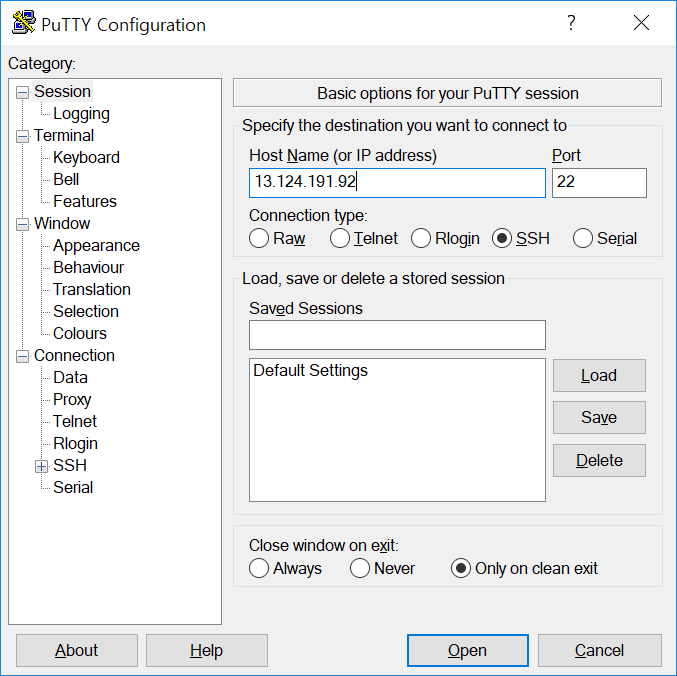 PuTTY Configuration
?
Category:
Session
Logging
Terminal
Keyboard
Bell
Features
Window
Appearance
Behaviour
Translation
Selection
Colours
Connection
Data
Proxy
Telnet
Rlogin
SSH
Serial
Basic options for your PuTTY session
Specify the destination you want to connect to
Host Name (or IP address) Port
13.124.191.92 22
Connection type:
Raw Telnet Rlogin SSH Serial
Load, save or delete a stored session
Saved Sessions
Default Settings
Load
Save
Delete
Close window on exit:
Always Never Only on clean exit
About Help Open Cancel